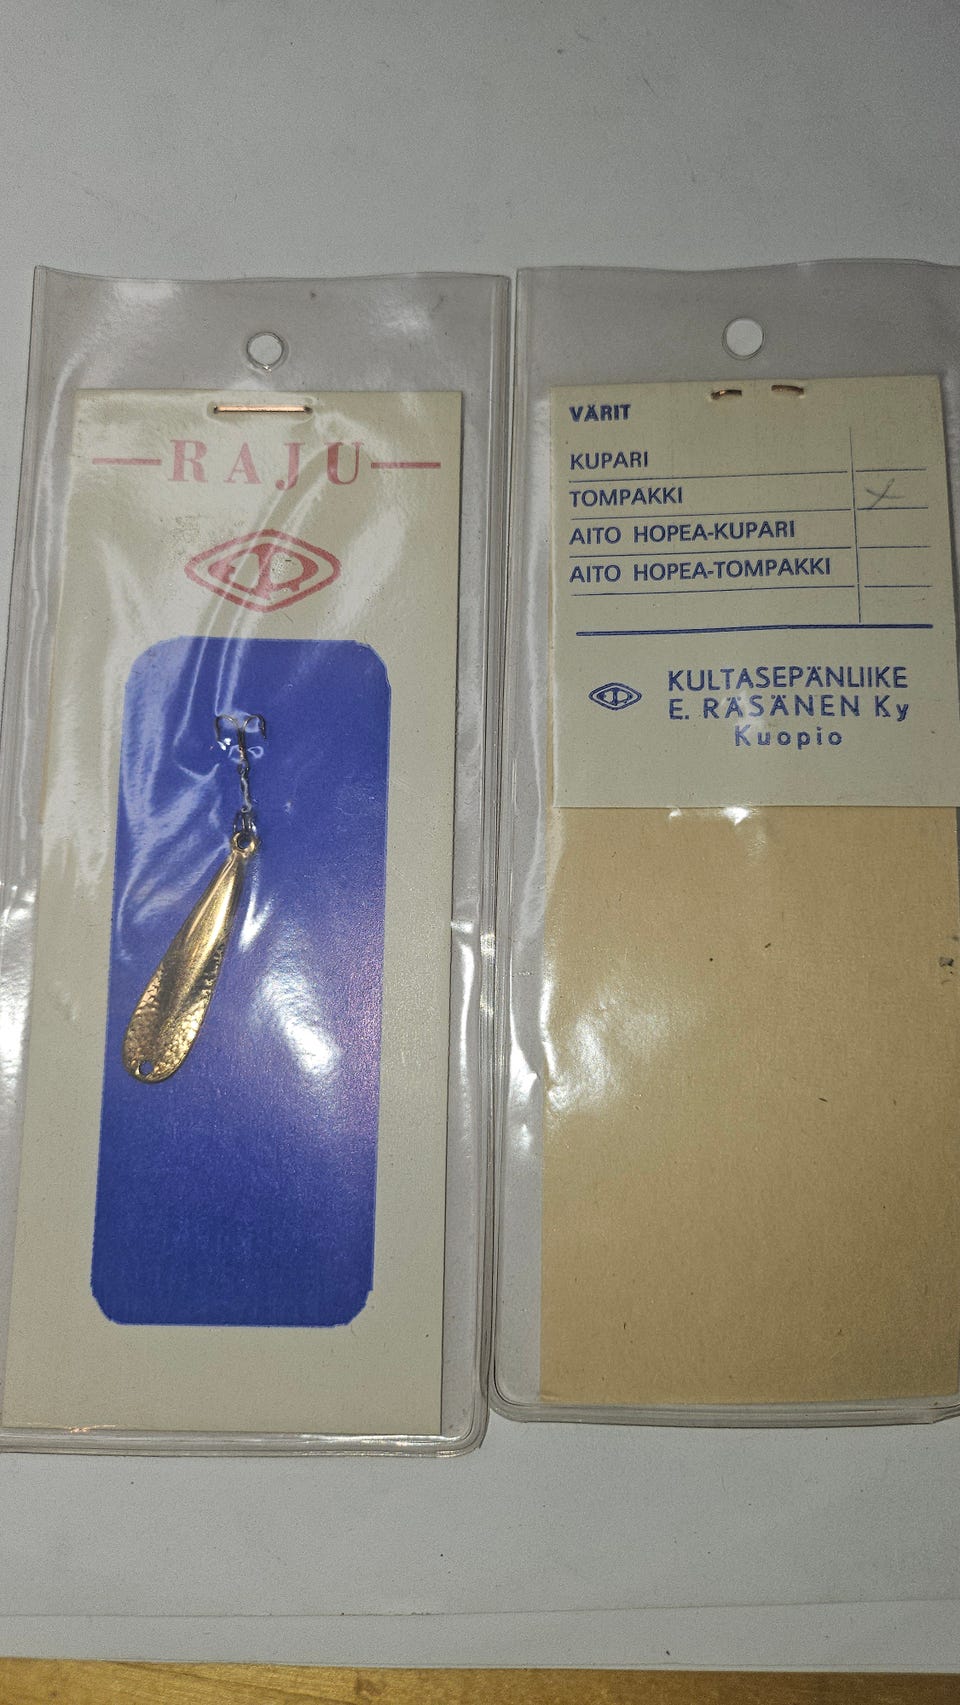 RAJU
VÄRIT
KUPARI
TOMPAKKI X
AITO HOPEA-KUPARI
AITO HOPEA-TOMPAKKI
KULTASEPÄNLIIKE
E. RÄSÄNEN Ky
Kuopio